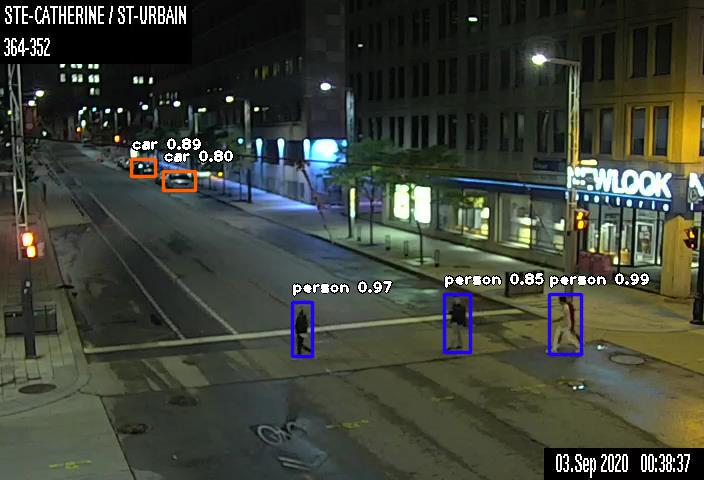 STE-CATHERINE / ST-URBAIN
364-352
car 0.89
car 0.80
NEWLOOK
person 0.97
person 0.85
person 0.99
03.Sep 2020 00:38:37